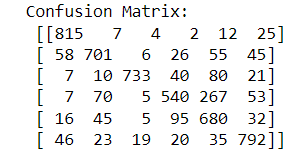 Confusion Matrix:
[[815 7 4 2 12 25]
[ 58 701 6 26 55 45]
[ 7 10 733 40 80 21]
[ 7 70 5 540 267 53]
[ 16 45 5 95 680 32]
[ 46 23 19 20 35 792]]